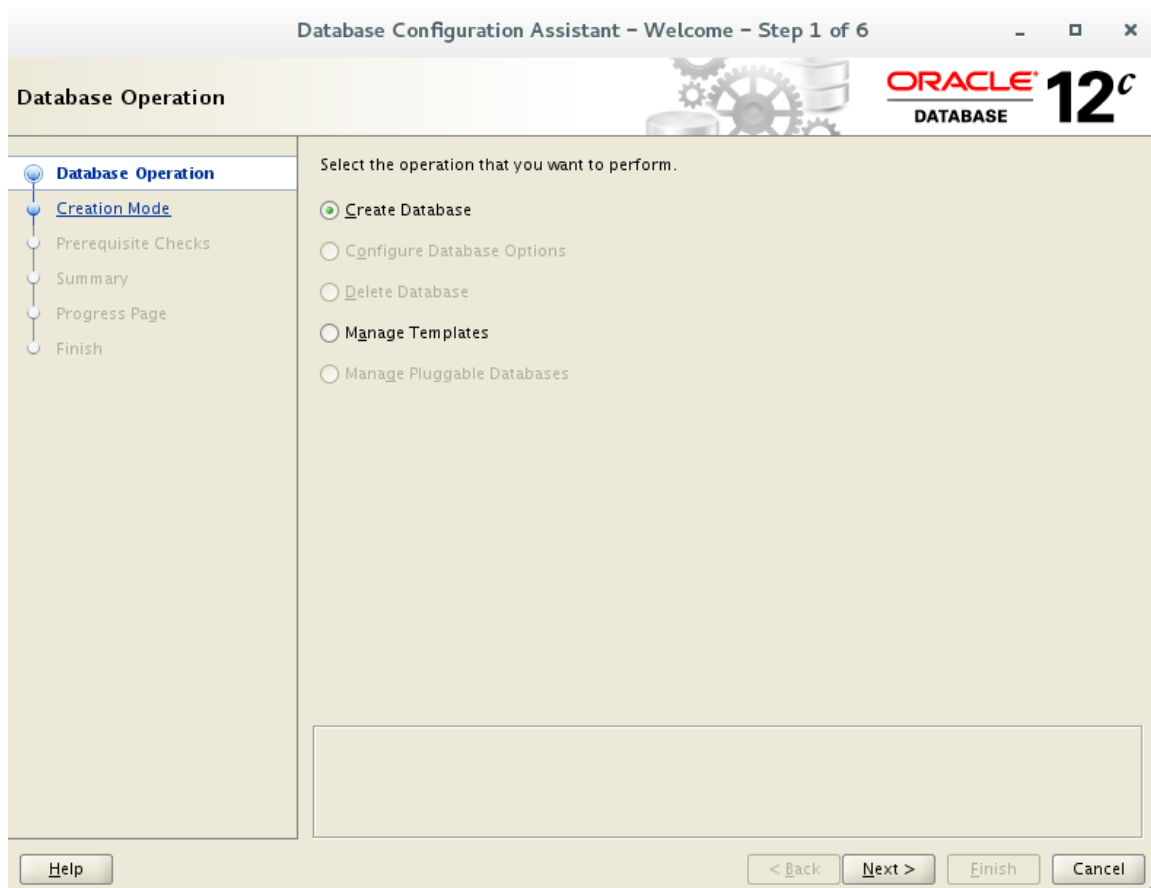 Database Configuration Assistant – Welcome – Step 1 of 6
Database Operation
ORACLE
DATABASE
12c
Database Operation
Creation Mode
Prerequisite Checks
Summary
Progress Page
Finish
Select the operation that you want to perform.
Create Database
Configure Database Options
Delete Database
Manage Templates
Manage Pluggable Databases
Help
< Back
Next >
Finish
Cancel